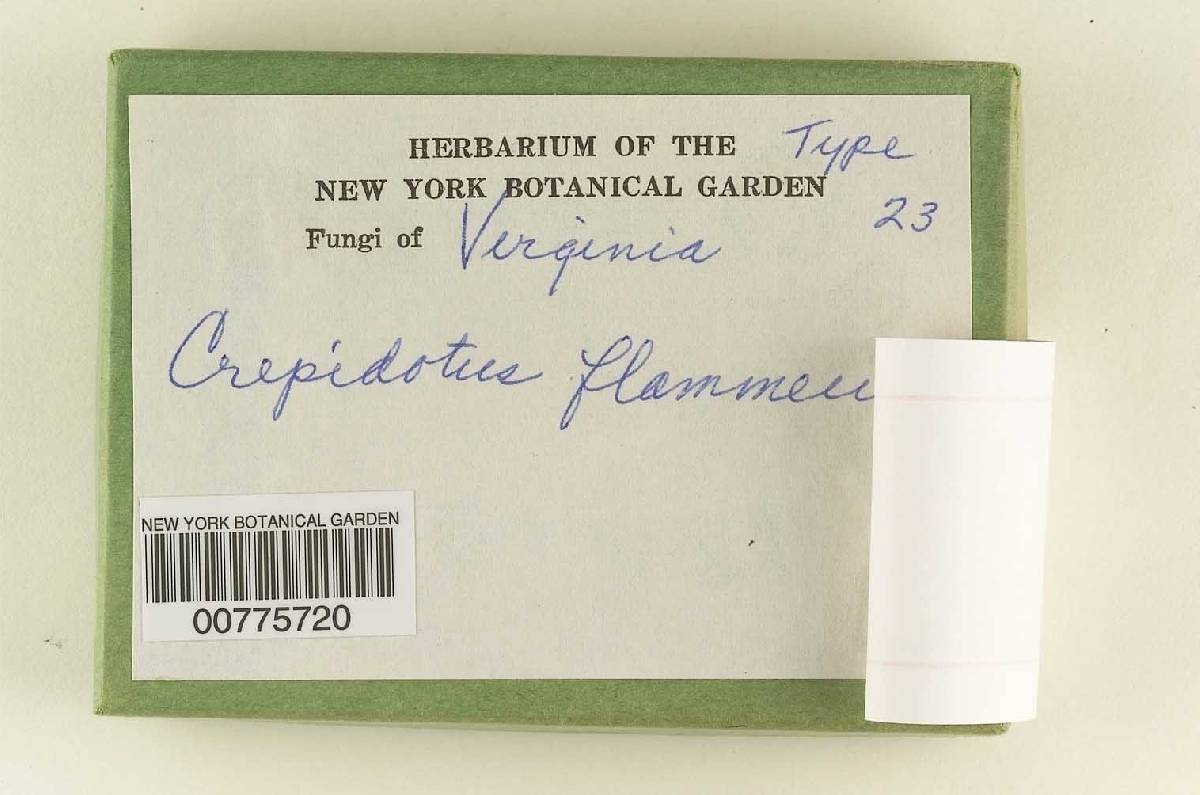 HERBARIUM OF THE Type
NEW YORK BOTANICAL GARDEN
23
Fungi of Virginia
Crepidotus flammeu
NEW YORK BOTANICAL GARDEN
00775720